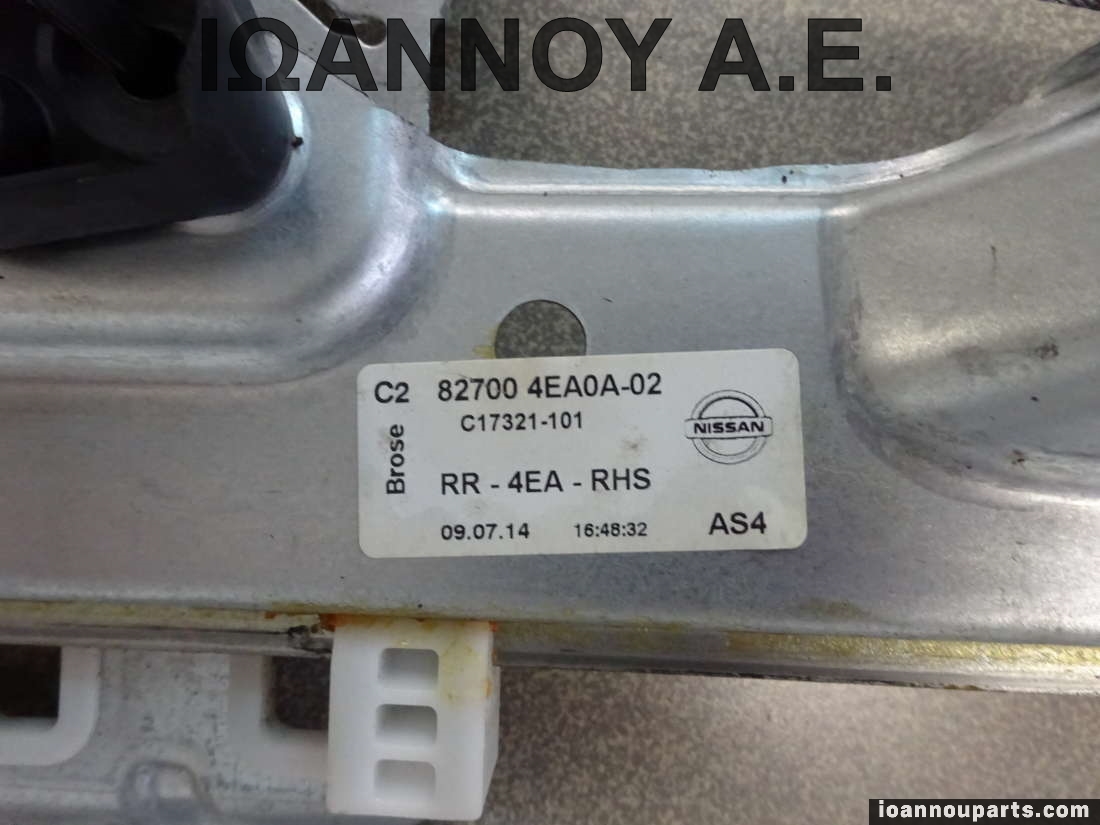 ΙΩΑΝΝΟΥ Α.Ε.
C2 82700 4EA0A-02
C17321-101
NISSAN
Brose
RR - 4EA - RHS
09.07.14 16:48:32 AS4
ioannouparts.com